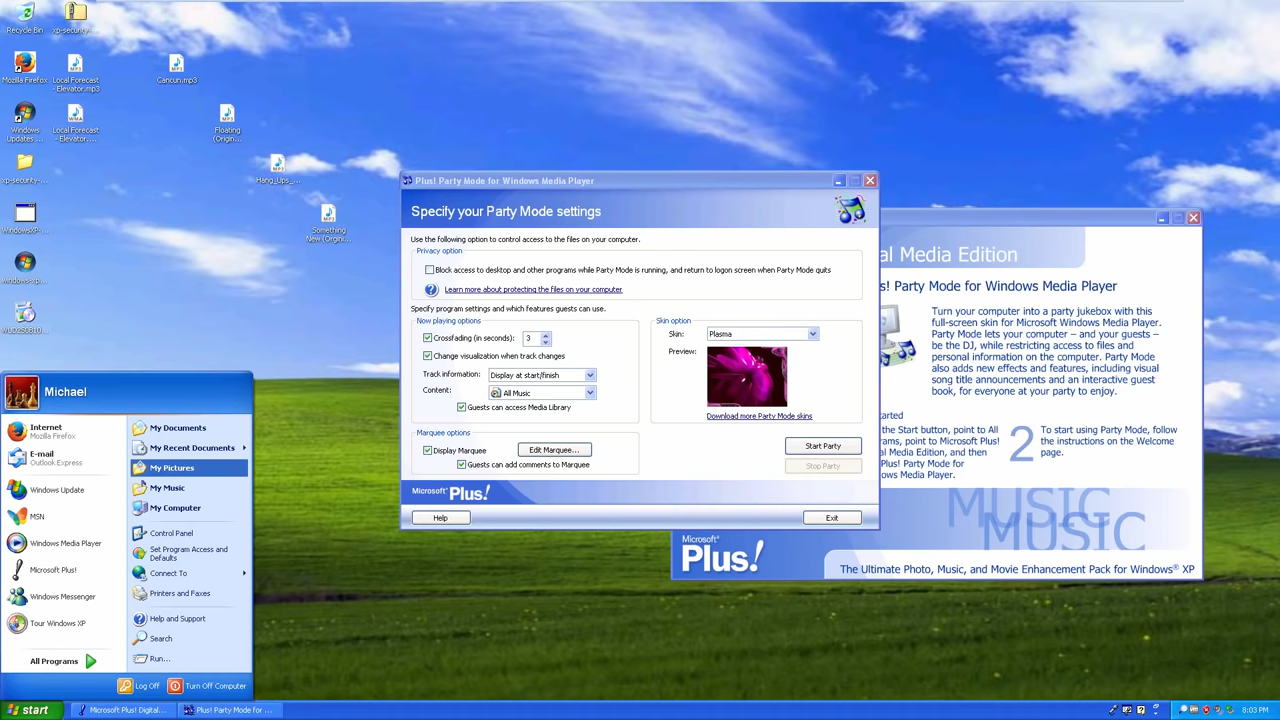 Recycle Bin
xp-security-...
Mozilla Firefox
Local Forecast
- Elevator.mp3
Cancun.mp3
Windows
Updates ...
Local Forecast
- Elevator....
Floating
(Origin...
xp-security-...
Hang_Ups_...
WindowsXP-
Something
New (Orgini...
windows-xp...
Plus! Party Mode for Windows Media Player
Specify your Party Mode settings
Use the following option to control access to the files on your computer.
Privacy option
Block access to desktop and other programs while Party Mode is running, and return to logon screen when Party Mode quits
Learn more about protecting the files on your computer
Specify program settings and which features guests can use.
Now playing options
Crossfading (in seconds): 3
Change visualization when track changes
Track information: Display at start/finish
Content: All Music
Guests can access Media Library
Marquee options
Display Marquee
Edit Marquee...
Guests can add comments to Marquee
Skin option
Skin: Plasma
Preview:
Download more Party Mode skins
Start Party
Stop Party
Microsoft Plus!
Help
Exit
al Media Edition
s! Party Mode for Windows Media Player
Turn your computer into a party jukebox with this
full-screen skin for Microsoft Windows Media Player.
Party Mode lets your computer – and your guests –
be the DJ, while restricting access to files and
personal information on the computer. Party Mode
also adds new effects and features, including visual
song title announcements and an interactive guest
book, for everyone at your party to enjoy.
tarted
the Start button, point to All
rams, point to Microsoft Plus!
al Media Edition, and then
Plus! Party Mode for
ows Media Player.
2
To start using Party Mode, follow
the instructions on the Welcome
page.
MUSIC
MUSIC
Microsoft®
Plus!
The Ultimate Photo, Music, and Movie Enhancement Pack for Windows® XP
Michael
Internet
Mozilla Firefox
E-mail
Outlook Express
Windows Update
MSN
Windows Media Player
Microsoft Plus!
Windows Messenger
Tour Windows XP
All Programs
My Documents
My Recent Documents
My Pictures
My Music
My Computer
Control Panel
Set Program Access and
Defaults
Connect To
Printers and Faxes
Help and Support
Search
Run...
Log Off
Turn Off Computer
start
Microsoft Plus! Digital...
Plus! Party Mode for ...
8:03 PM